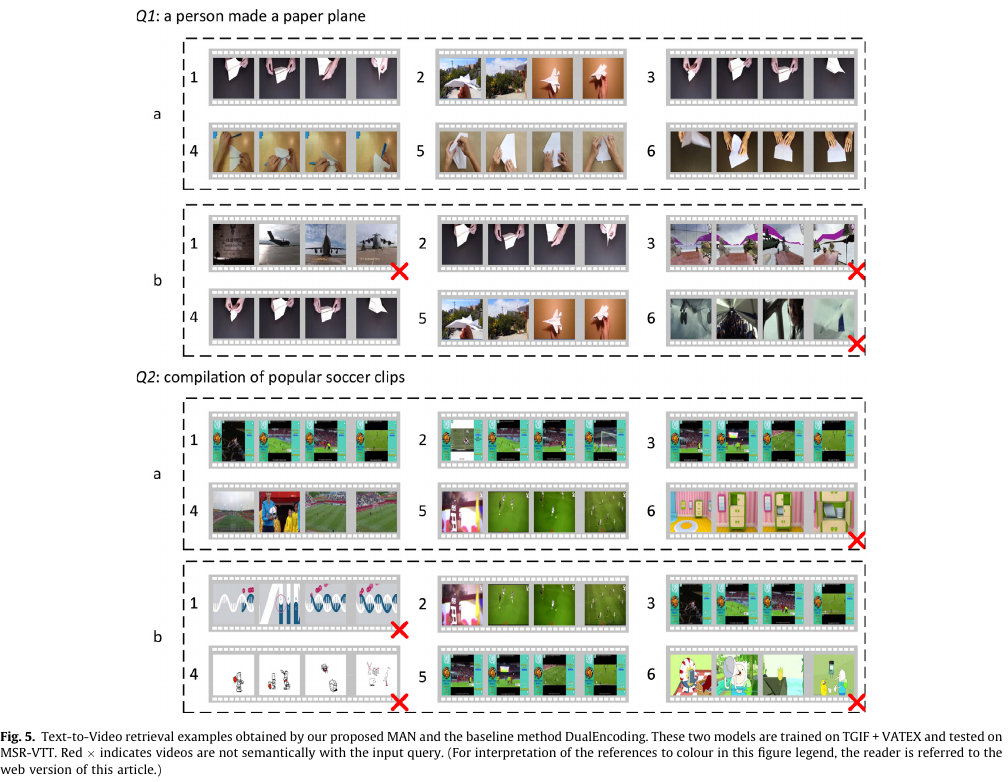 Q1: a person made a paper plane
1
2
3
a
4
5
6
1
2
3
b
4
5
6
Q2: compilation of popular soccer clips
1
2
3
a
4
5
6
1
2
3
b
4
5
6
Fig. 5. Text-to-Video retrieval examples obtained by our proposed MAN and the baseline method DualEncoding. These two models are trained on TGIF + VATEX and tested on
MSR-VTT. Red × indicates videos are not semantically with the input query. (For interpretation of the references to colour in this figure legend, the reader is referred to the
web version of this article.)